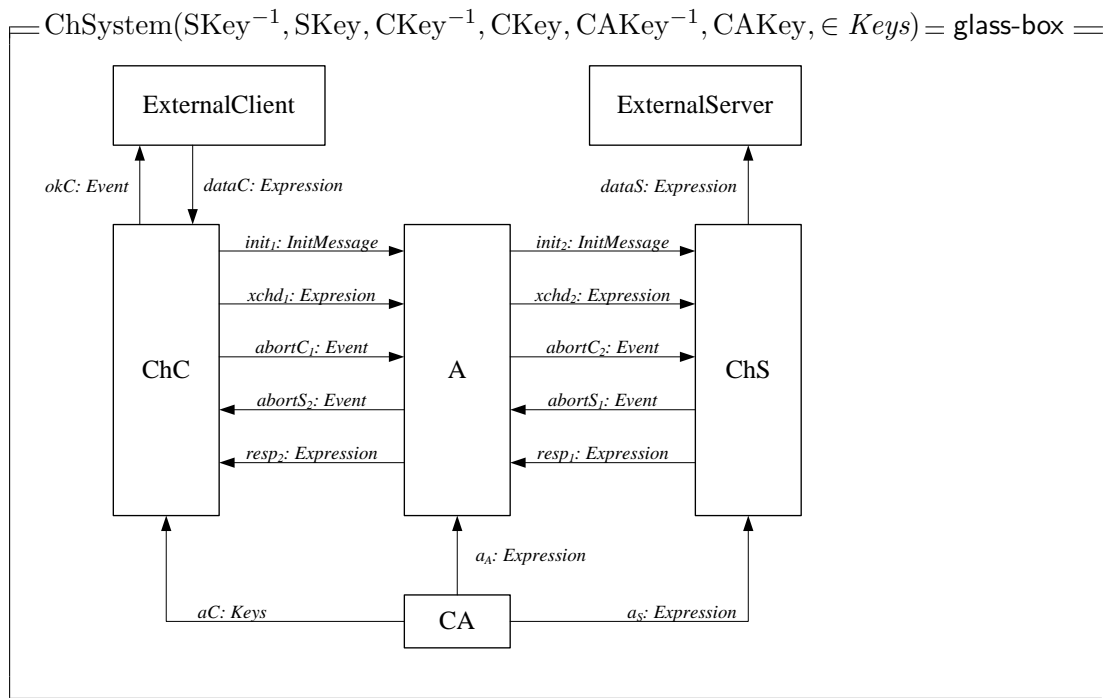 ChSystem(SKey⁻¹, SKey, CKey⁻¹, CKey, CAKey⁻¹, CAKey, ∈ Keys) = glass-box
ExternalClient
ExternalServer
okC: Event
dataC: Expression
dataS: Expression
init₁: InitMessage
init₂: InitMessage
xchd₁: Expresion
xchd₂: Expression
abortC₁: Event
abortC₂: Event
ChC
A
ChS
abortS₂: Event
abortS₁: Event
resp₂: Expression
resp₁: Expression
a_A: Expression
aC: Keys
CA
a_S: Expression